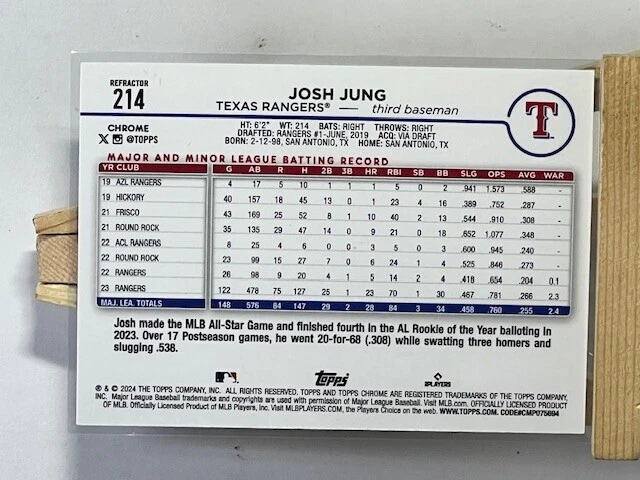 REFRACTOR
214
JOSH JUNG
TEXAS RANGERS® — third baseman
T
CHROME
@TOPPS
HT: 6'2" WT: 214 BATS: RIGHT THROWS: RIGHT
DRAFTED: RANGERS #1-JUNE, 2019 ACQ: VIA DRAFT
BORN: 2-12-98, SAN ANTONIO, TX HOME: SAN ANTONIO, TX
MAJOR AND MINOR LEAGUE BATTING RECORD
YR CLUB G AB R H 2B 3B HR RBI SB BB SLG OPS AVG WAR
19 AZL RANGERS 4 17 5 10 1 1 1 5 0 2 .941 1.573 .588 -
19 HICKORY 40 157 18 45 13 0 1 23 4 16 .389 .752 .287 -
21 FRISCO 43 169 25 52 8 1 10 40 2 13 .544 .910 .308 -
21 ROUND ROCK 35 135 29 47 14 0 9 21 0 18 .652 1.077 .348 -
22 ACL RANGERS 8 25 4 6 0 0 3 5 0 3 .600 .945 .240 -
22 ROUND ROCK 23 99 15 27 7 0 6 24 1 4 .525 .846 .273 -
22 RANGERS 26 98 9 20 4 1 5 14 2 4 .418 .654 .204 0.1
23 RANGERS 122 478 75 127 25 1 23 70 1 30 .467 .781 .266 2.3
MAJ. LEA. TOTALS 148 576 84 147 29 2 28 84 3 34 .458 .760 .255 2.4
Josh made the MLB All-Star Game and finished fourth in the AL Rookie of the Year balloting in
2023. Over 17 Postseason games, he went 20-for-68 (.308) while swatting three homers and
slugging .538.
Topps
PLAYERS
® & © 2024 THE TOPPS COMPANY, INC. ALL RIGHTS RESERVED. TOPPS AND TOPPS CHROME ARE REGISTERED TRADEMARKS OF THE TOPPS COMPANY,
INC. Major League Baseball trademarks and copyrights are used with permission of Major League Baseball. Visit MLB.com. OFFICIALLY LICENSED PRODUCT
OF MLB. Officially Licensed Product of MLB Players, Inc. Visit MLBPLAYERS.COM, the Players Choice on the web. WWW.TOPPS.COM. CODE#CMP075694